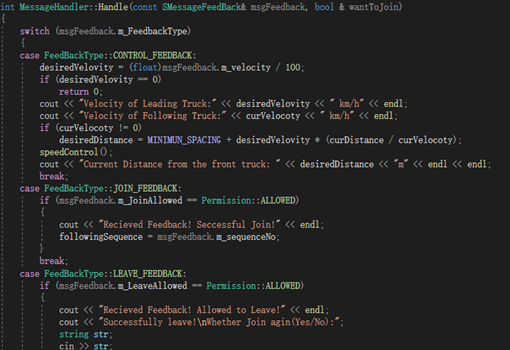 int MessageHandler::Handle(const SMessageFeedBack& msgFeedback, bool & wantToJoin)
{
switch (msgFeedback.m_FeedbackType)
{
case FeedBackType::CONTROL_FEEDBACK:
desiredVelovity = (float)msgFeedback.m_velocity / 100;
if (desiredVelovity == 0)
return 0;
cout << "Velocity of Leading Truck:" << desiredVelovity << " km/h" << endl;
cout << "Velocity of Following Truck:" << curVelocoty << " km/h" << endl;
if (curVelocoty != 0)
desiredDistance = MINIMUN_SPACING + desiredVelovity * (curDistance / curVelocoty);
speedControl();
cout << "Current Distance from the front truck: " << desiredDistance << "m" << endl << endl;
break;
case FeedBackType::JOIN_FEEDBACK:
if (msgFeedback.m_JoinAllowed == Permission::ALLOWED)
{
cout << "Recieved Feedback! Seccessful Join!" << endl;
followingSequence = msgFeedback.m_sequenceNo;
}
break;
case FeedBackType::LEAVE_FEEDBACK:
if (msgFeedback.m_LeaveAllowed == Permission::ALLOWED)
{
cout << "Recieved Feedback! Allowed to Leave!" << endl;
cout << "Successfully leave!\nWhether Join agin(Yes/No):";
string str;
cin >> str;